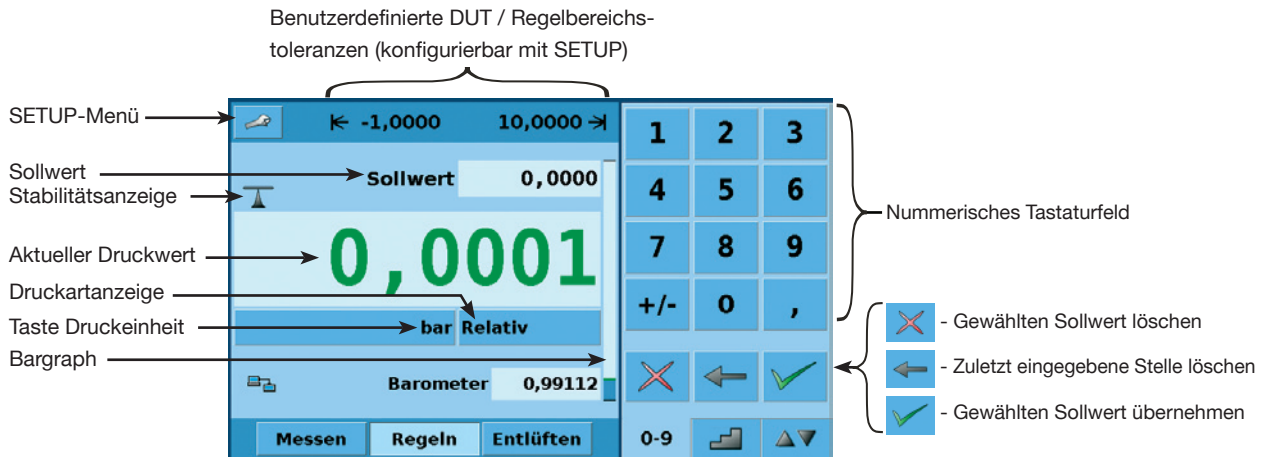 Benutzerdefinierte DUT / Regelbereichs-
toleranzen (konfigurierbar mit SETUP)
SETUP-Menü
Sollwert
Stabilitätsanzeige
Aktueller Druckwert
Druckartanzeige
Taste Druckeinheit
Bargraph
-1,0000 10,0000
Sollwert 0,0000
0,0001
bar Relativ
Barometer 0,99112
Messen Regeln Entlüften
1 2 3
4 5 6
7 8 9
+/- 0 ,
0-9
Nummerisches Tastaturfeld
- Gewählten Sollwert löschen
- Zuletzt eingegebene Stelle löschen
- Gewählten Sollwert übernehmen